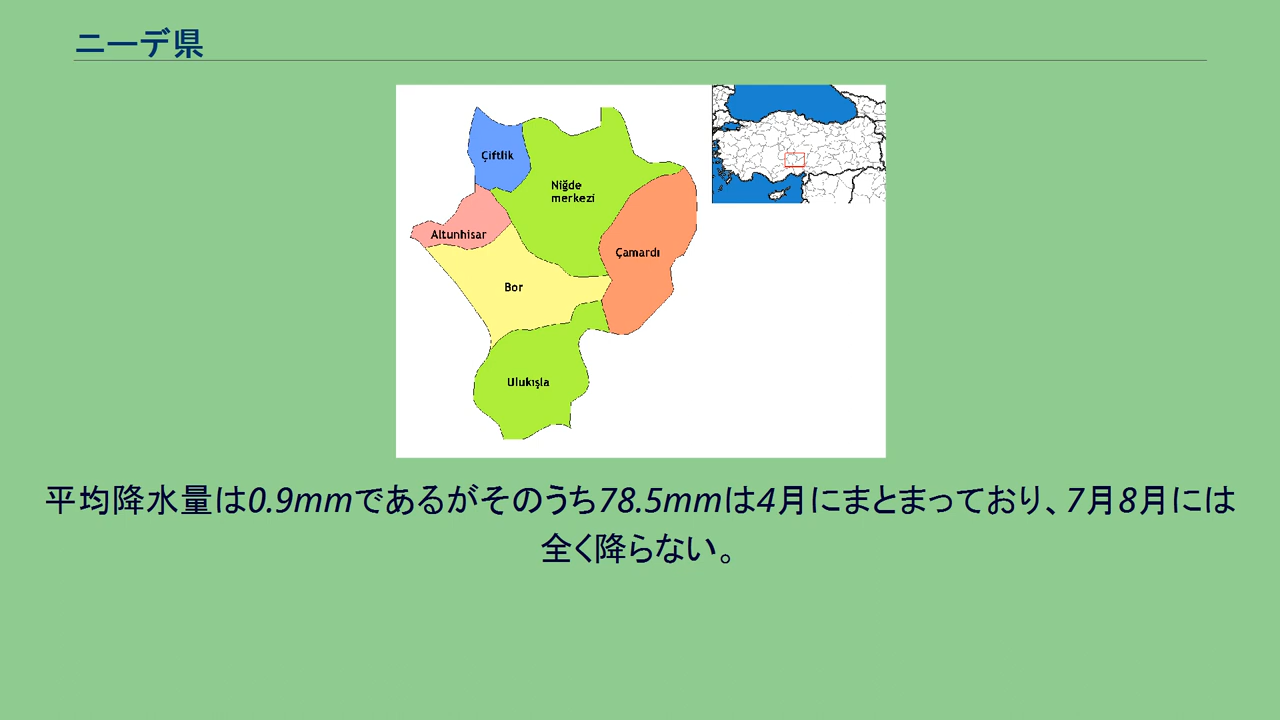 ニーデ県
Çiftlik
Niğde
merkezi
Altunhisar
Çamardı
Bor
Ulukışla
平均降水量は0.9mmであるがそのうち78.5mmは4月にまとまっており、7月8月には
全く降らない。